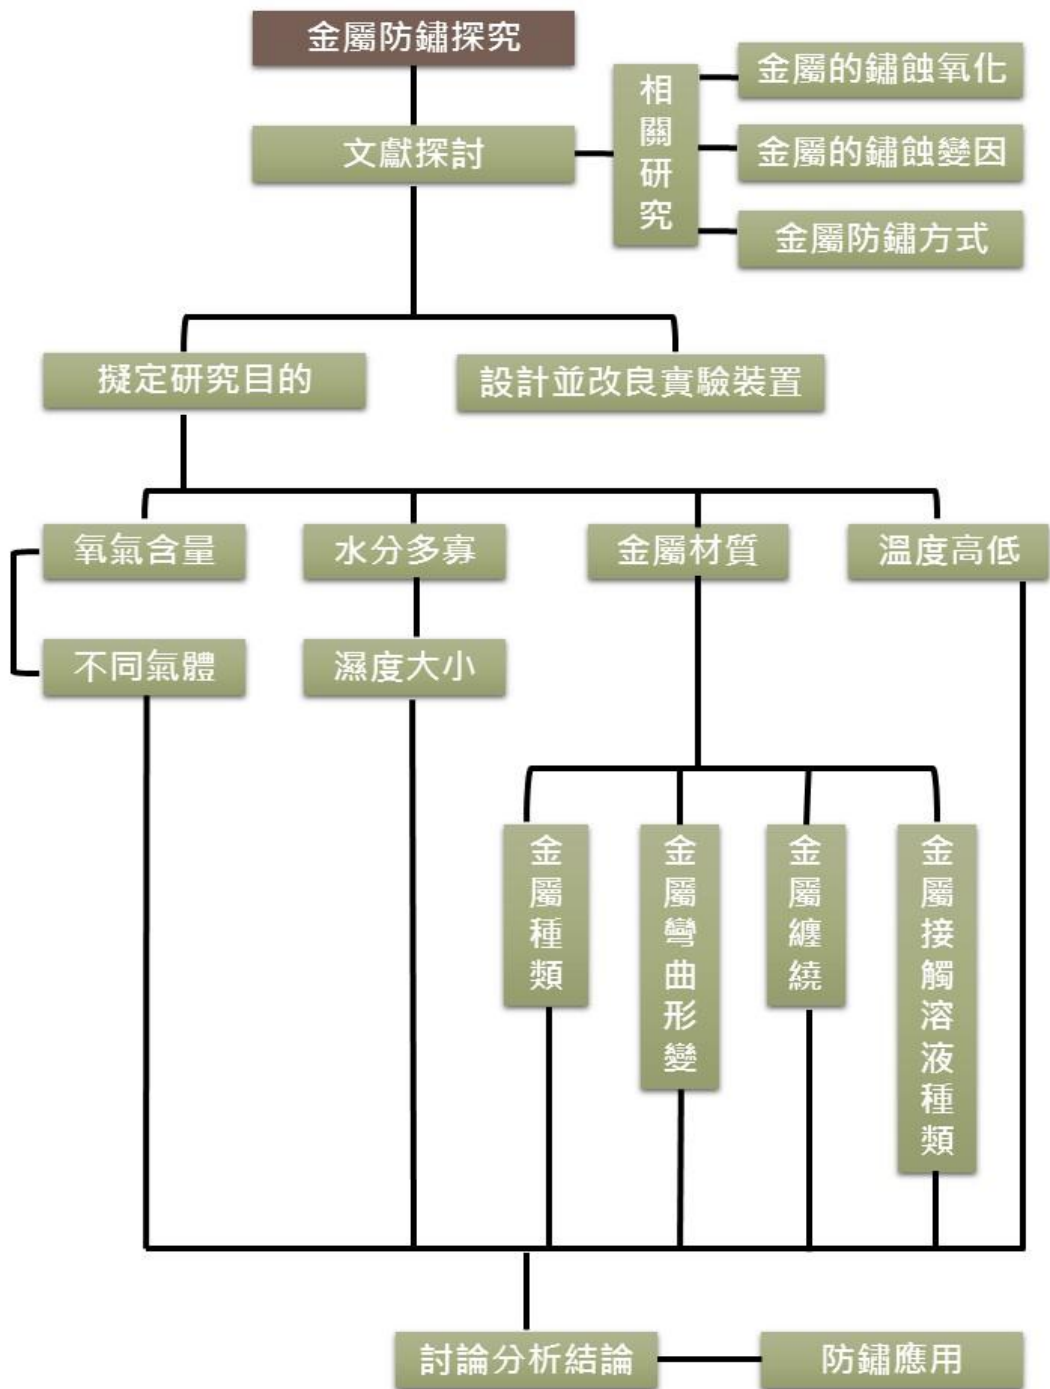 金屬防鏽探究
文獻探討
相關研究
金屬的鏽蝕氧化
金屬的鏽蝕變因
金屬防鏽方式
擬定研究目的
設計並改良實驗裝置
氧氣含量
水分多寡
金屬材質
溫度高低
不同氣體
濕度大小
金屬種類
金屬彎曲形變
金屬纏繞
金屬接觸溶液種類
討論分析結論
防鏽應用